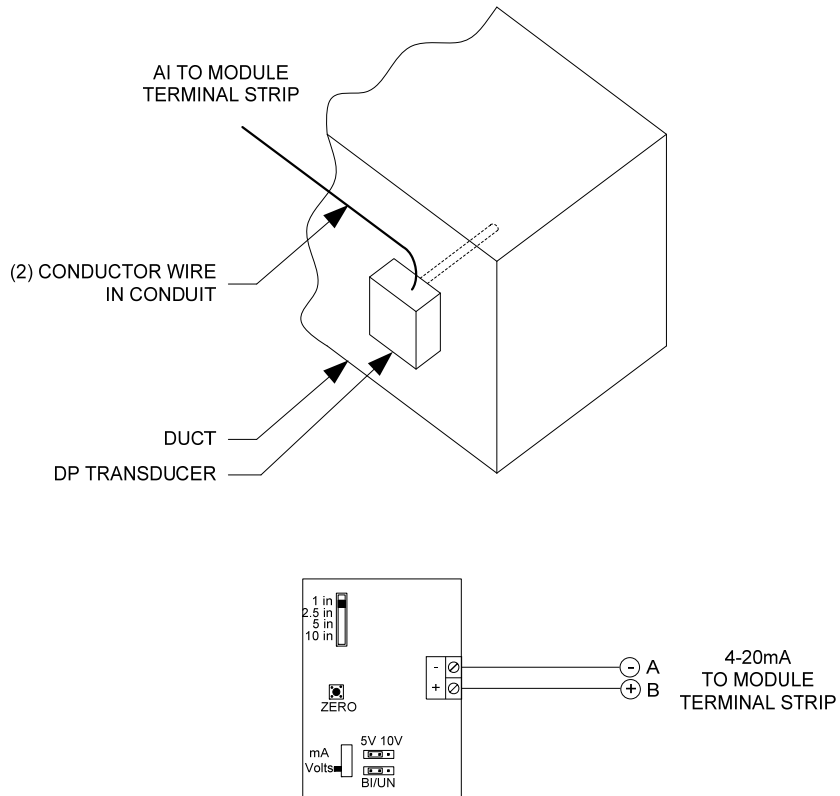 AI TO MODULE
TERMINAL STRIP
(2) CONDUCTOR WIRE
IN CONDUIT
DUCT
DP TRANSDUCER
1 in
2.5 in
5 in
10 in
ZERO
mA
Volts
5V 10V
BI/UN
-
+
- A
+ B
4-20mA
TO MODULE
TERMINAL STRIP